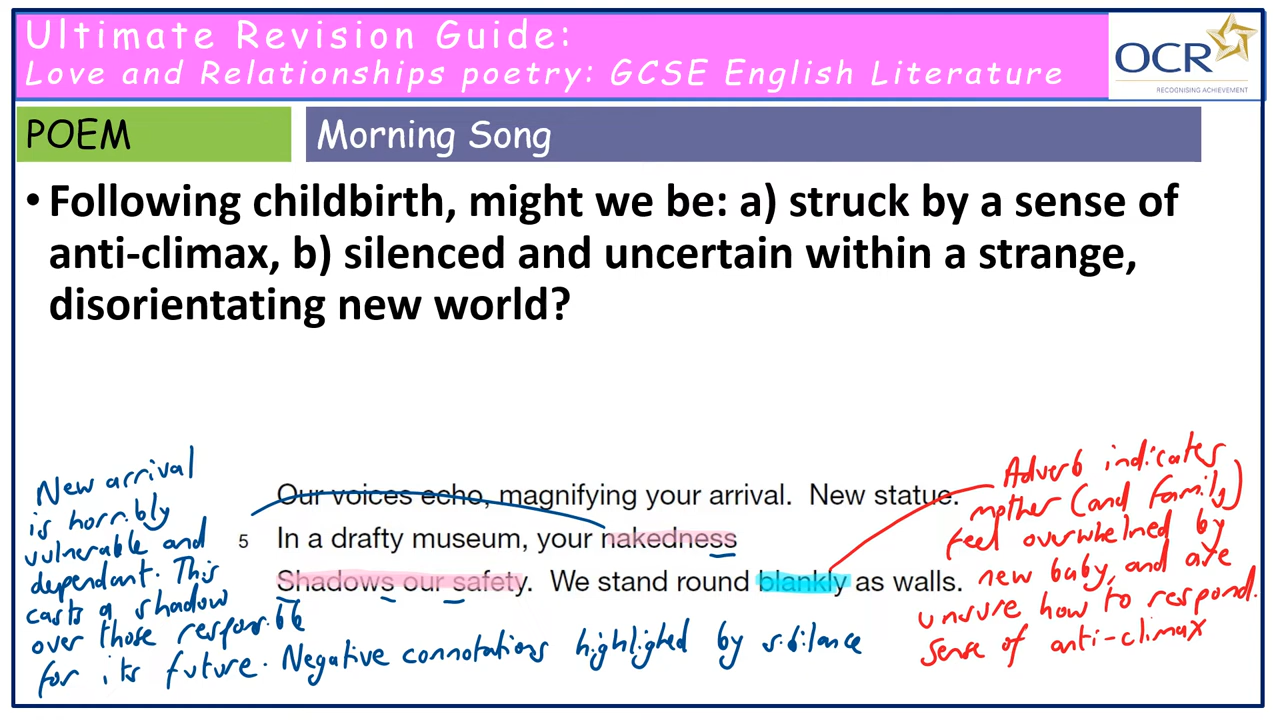 Ultimate Revision Guide:
Love and Relationships poetry: GCSE English Literature
OCR
RECOGNISING ACHIEVEMENT
POEM
Morning Song
• Following childbirth, might we be: a) struck by a sense of
anti-climax, b) silenced and uncertain within a strange,
disorientating new world?
Our voices echo, magnifying your arrival. New statue.
5 In a drafty museum, your nakedness
Shadows our safety. We stand round blankly as walls.
New arrival
is horribly
vulnerable and
dependant. This
casts a shadow
over those responsible
for its future. Negative connotations highlighted by sibilance
Adverb indicates
mother (and family)
feel overwhelmed by
new baby, and are
unsure how to respond.
Sense of anti-climax